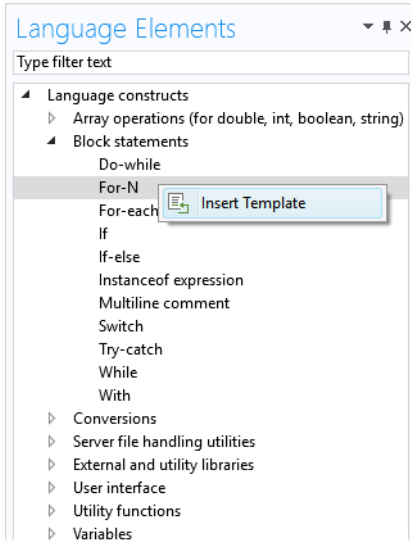 Language Elements
Type filter text
Language constructs
Array operations (for double, int, boolean, string)
Block statements
Do-while
For-N
Insert Template
For-each
If
If-else
Instanceof expression
Multiline comment
Switch
Try-catch
While
With
Conversions
Server file handling utilities
External and utility libraries
User interface
Utility functions
Variables